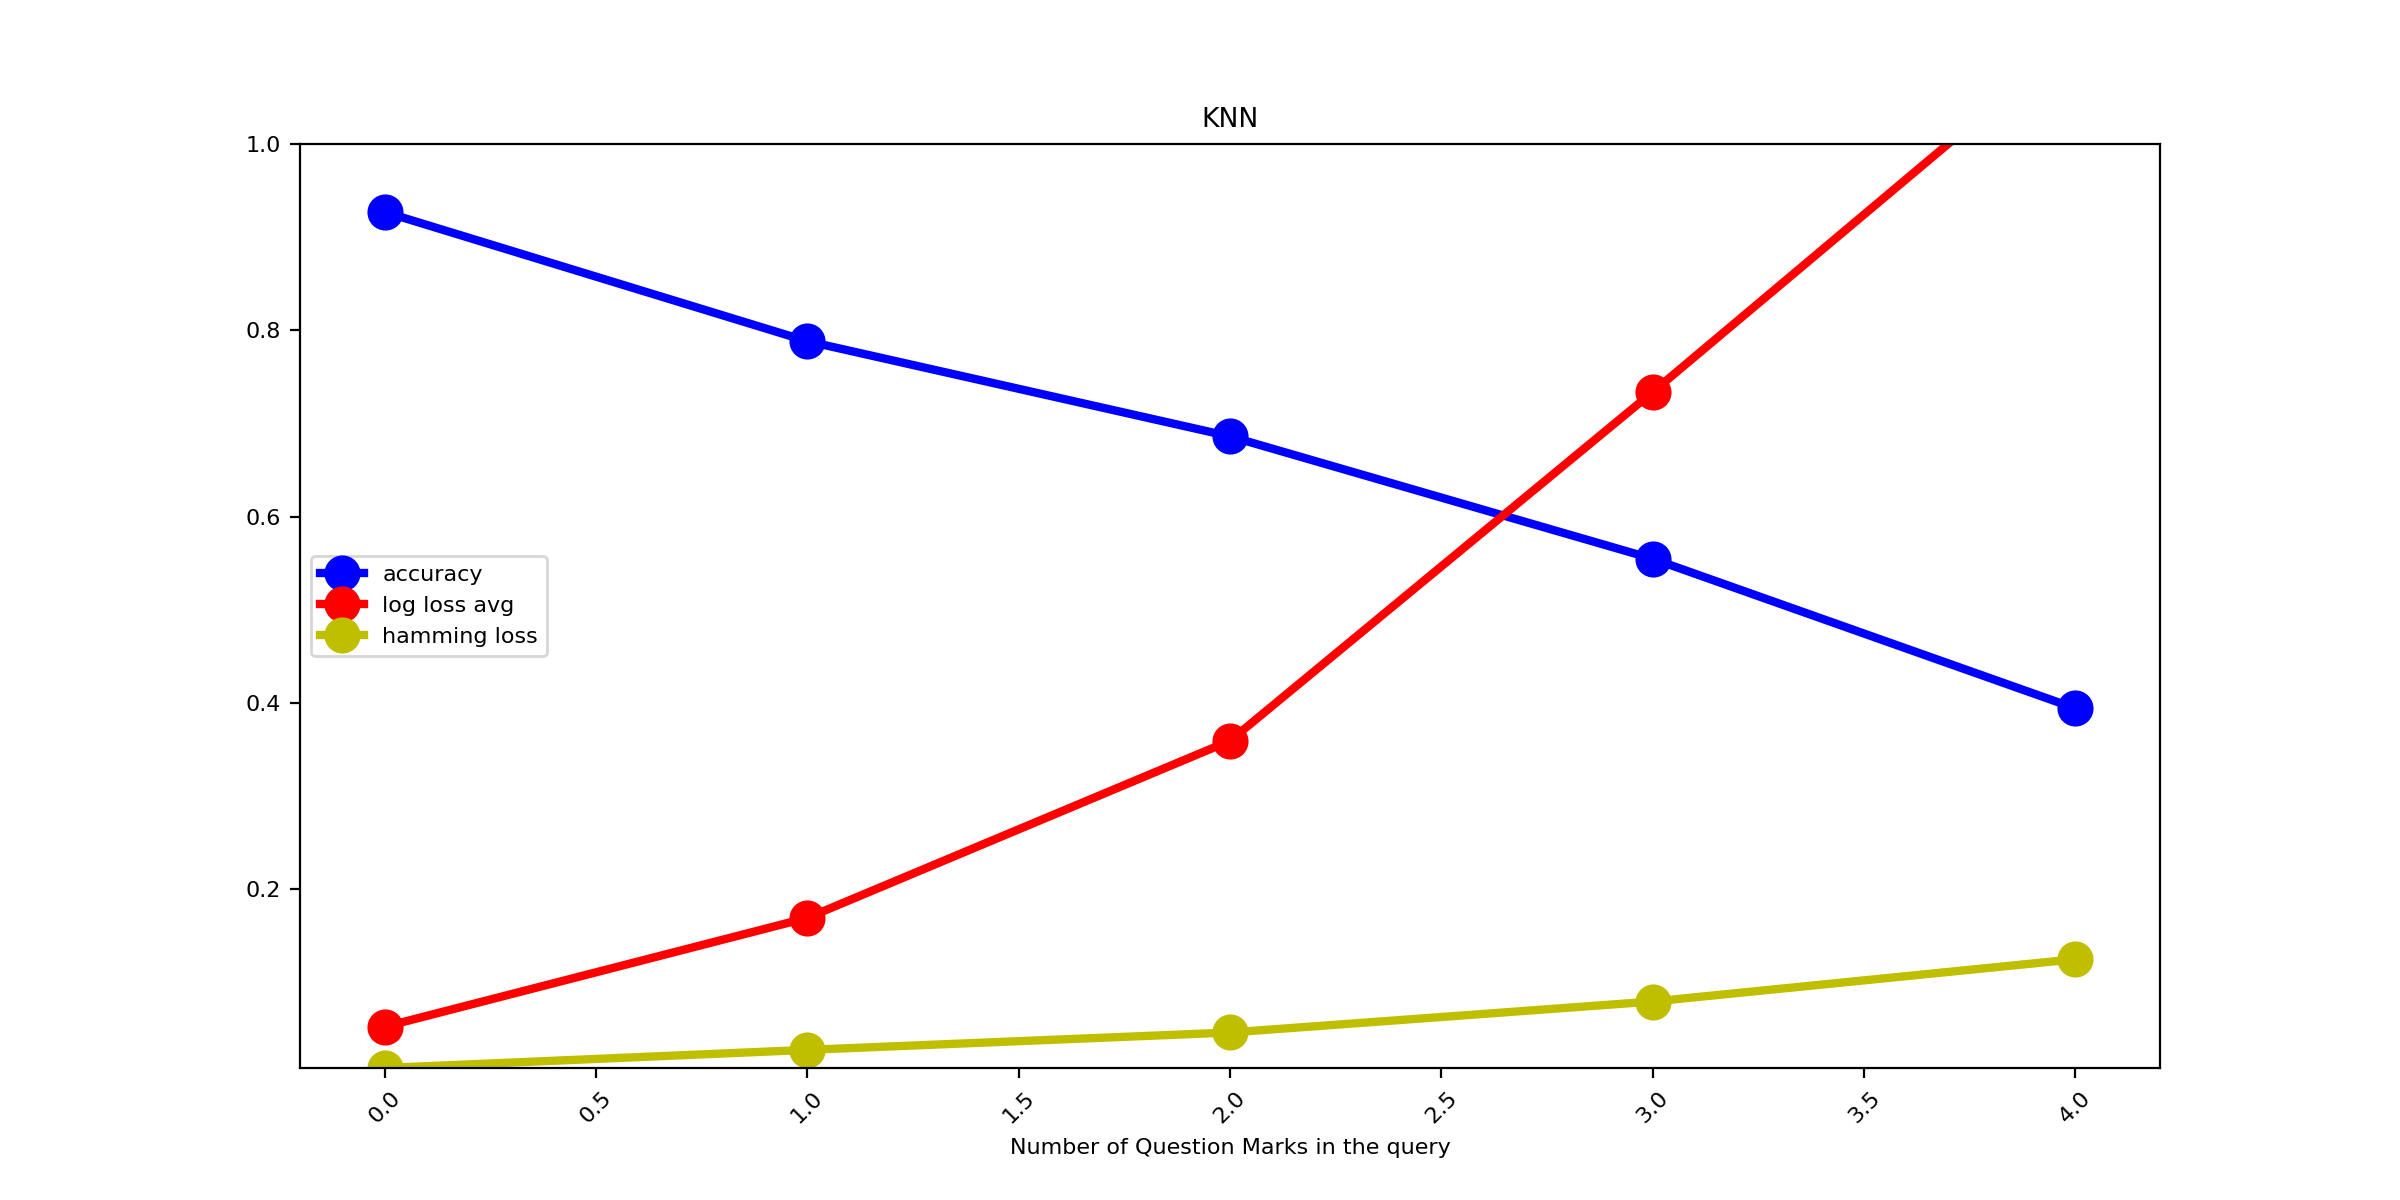 KNN
1.0
0.8
0.6
0.4
0.2
accuracy
log loss avg
hamming loss
0.0 0.5 1.0 1.5 2.0 2.5 3.0 3.5 4.0
Number of Question Marks in the query